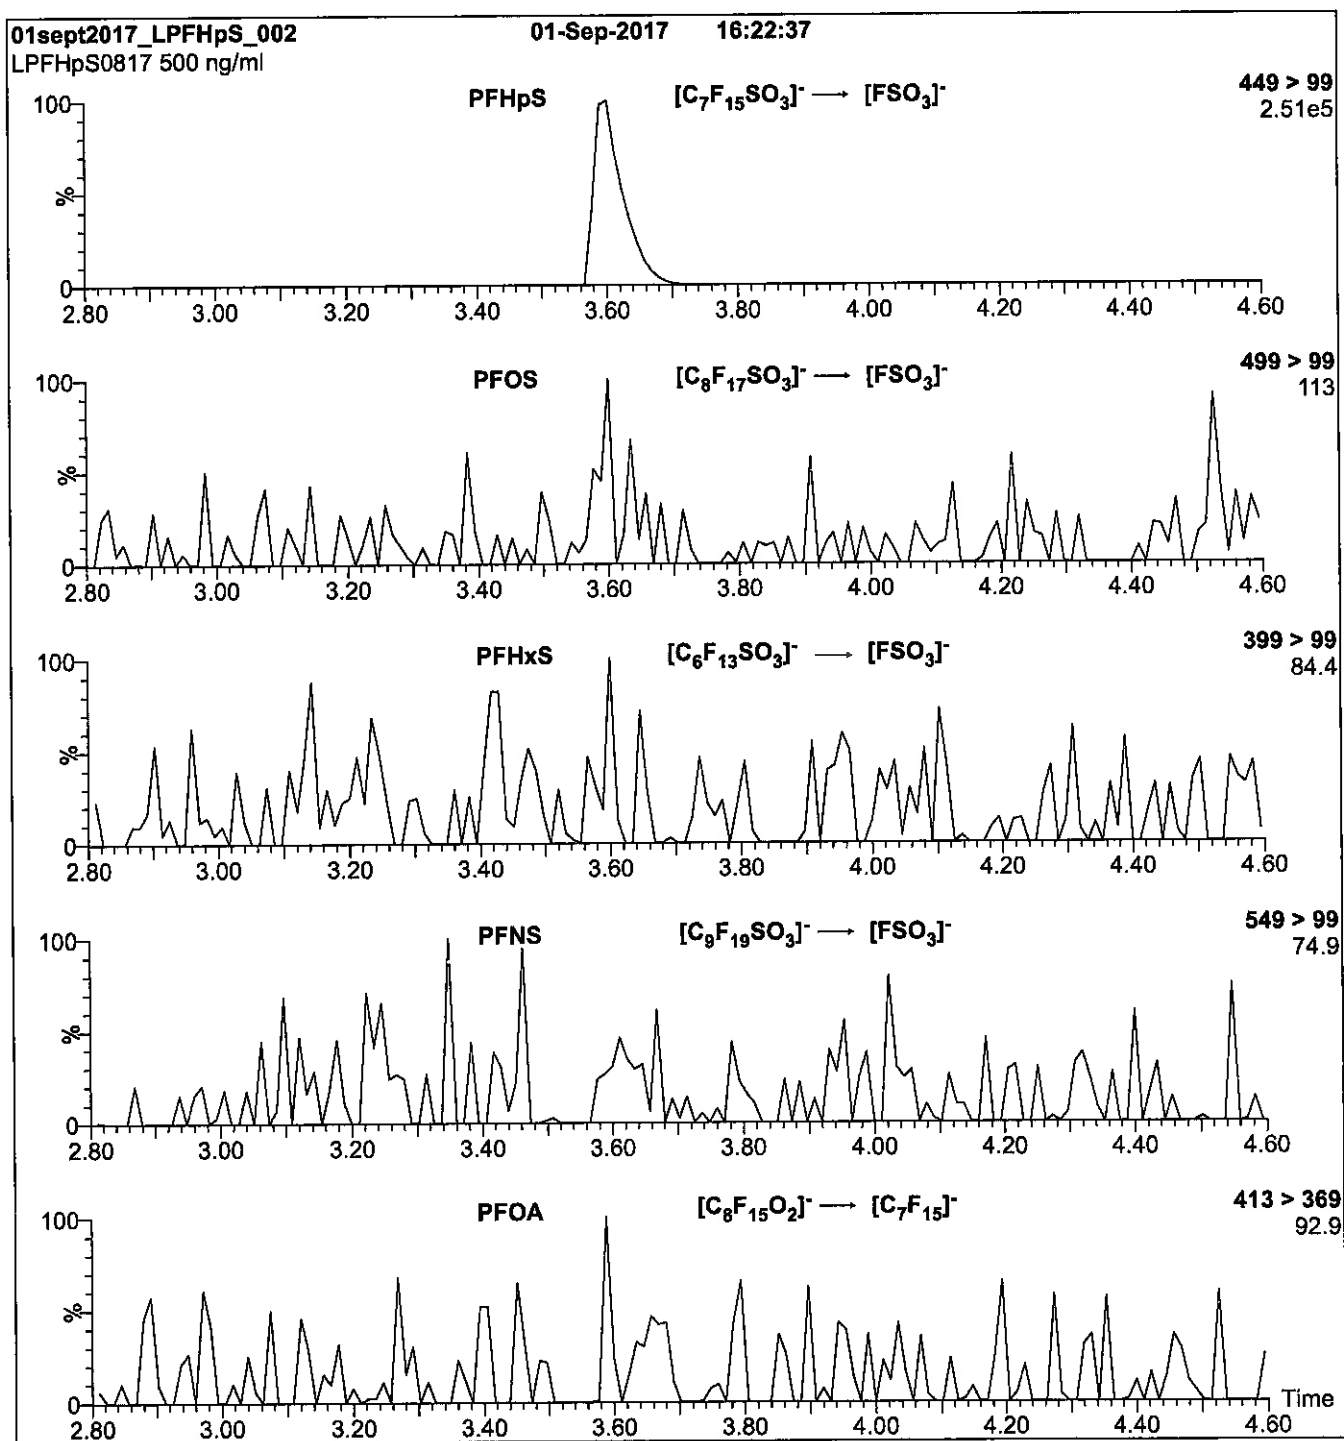 01sept2017_LPFHpS_002 01-Sep-2017 16:22:37
LPFHpS0817 500 ng/ml
PFHpS [C₇F₁₅SO₃]⁻ → [FSO₃]⁻ 449 > 99
2.51e5
100
%
0
2.80 3.00 3.20 3.40 3.60 3.80 4.00 4.20 4.40 4.60
PFOS [C₈F₁₇SO₃]⁻ → [FSO₃]⁻ 499 > 99
113
100
%
0
2.80 3.00 3.20 3.40 3.60 3.80 4.00 4.20 4.40 4.60
PFHxS [C₆F₁₃SO₃]⁻ → [FSO₃]⁻ 399 > 99
84.4
100
%
0
2.80 3.00 3.20 3.40 3.60 3.80 4.00 4.20 4.40 4.60
PFNS [C₉F₁₉SO₃]⁻ → [FSO₃]⁻ 549 > 99
74.9
100
%
0
2.80 3.00 3.20 3.40 3.60 3.80 4.00 4.20 4.40 4.60
PFOA [C₈F₁₅O₂]⁻ → [C₇F₁₅]⁻ 413 > 369
92.9
100
%
0
Time
2.80 3.00 3.20 3.40 3.60 3.80 4.00 4.20 4.40 4.60